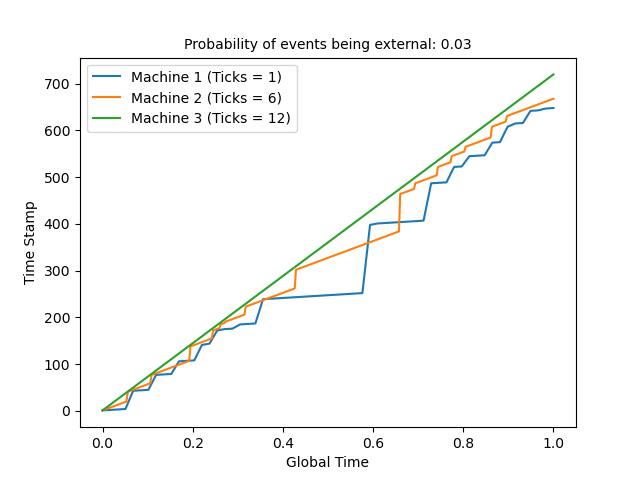 Probability of events being external: 0.03
Machine 1 (Ticks = 1)
Machine 2 (Ticks = 6)
Machine 3 (Ticks = 12)
Time Stamp
700
600
500
400
300
200
100
0
0.0 0.2 0.4 0.6 0.8 1.0
Global Time